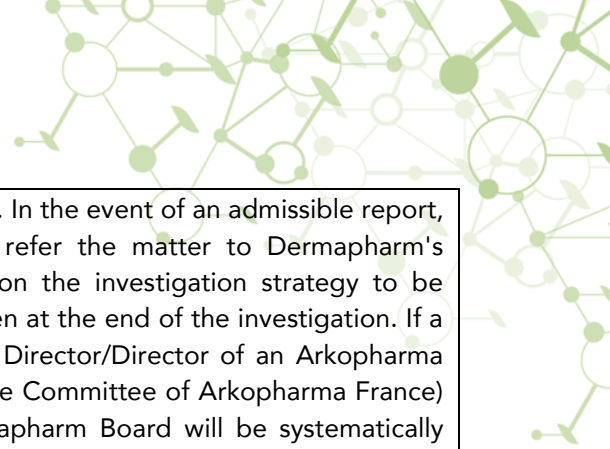 . In the event of an admissible report,
refer the matter to Dermapharm's
on the investigation strategy to be
en at the end of the investigation. If a
Director/Director of an Arkopharma
e Committee of Arkopharma France)
apharm Board will be systematically